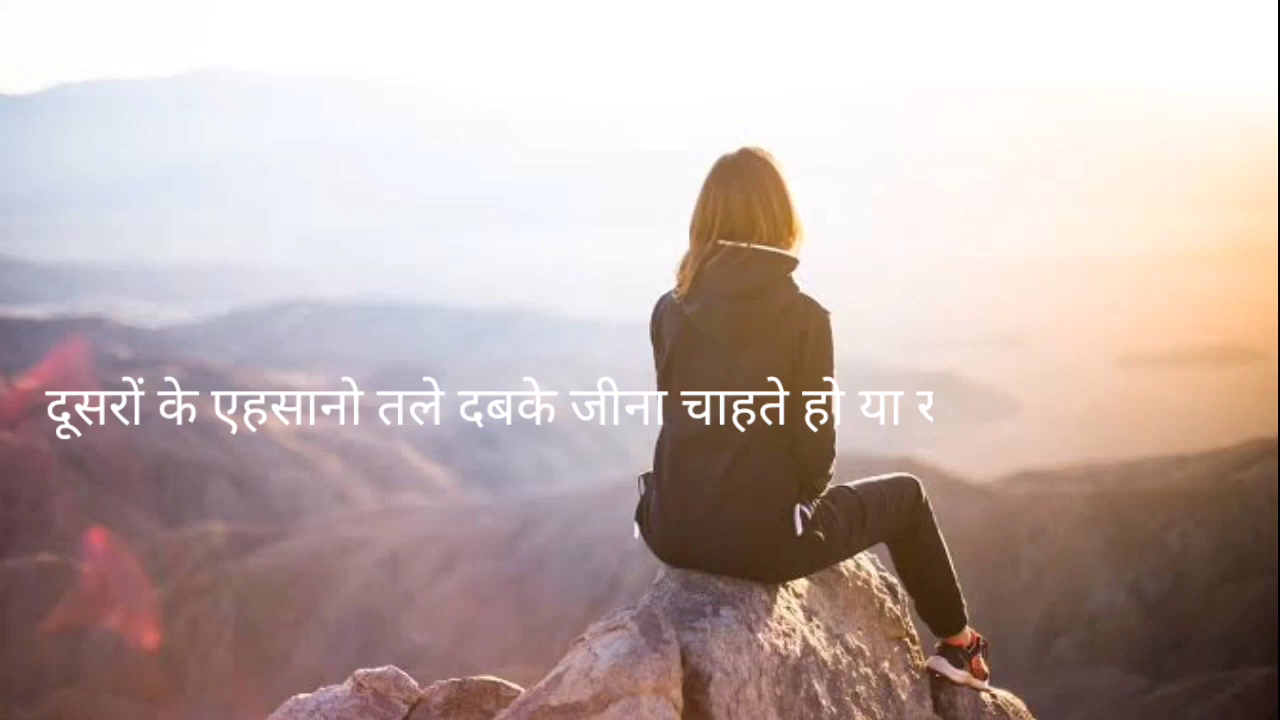 दूसरों के एहसानो तले दबके जीना चाहते हो या